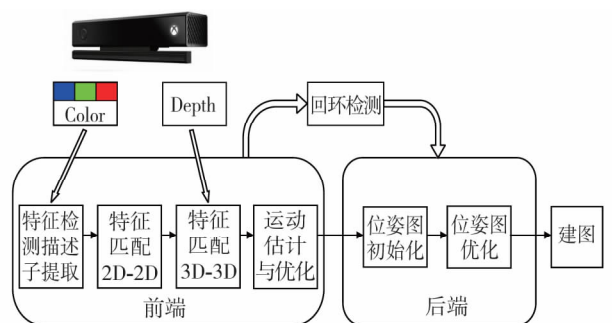 Color
Depth
回环检测
特征检
测描述
子提取
特征
匹配
2D-2D
特征
匹配
3D-3D
运动
估计
与优化
前端
位姿图
初始化
位姿图
优化
后端
建图